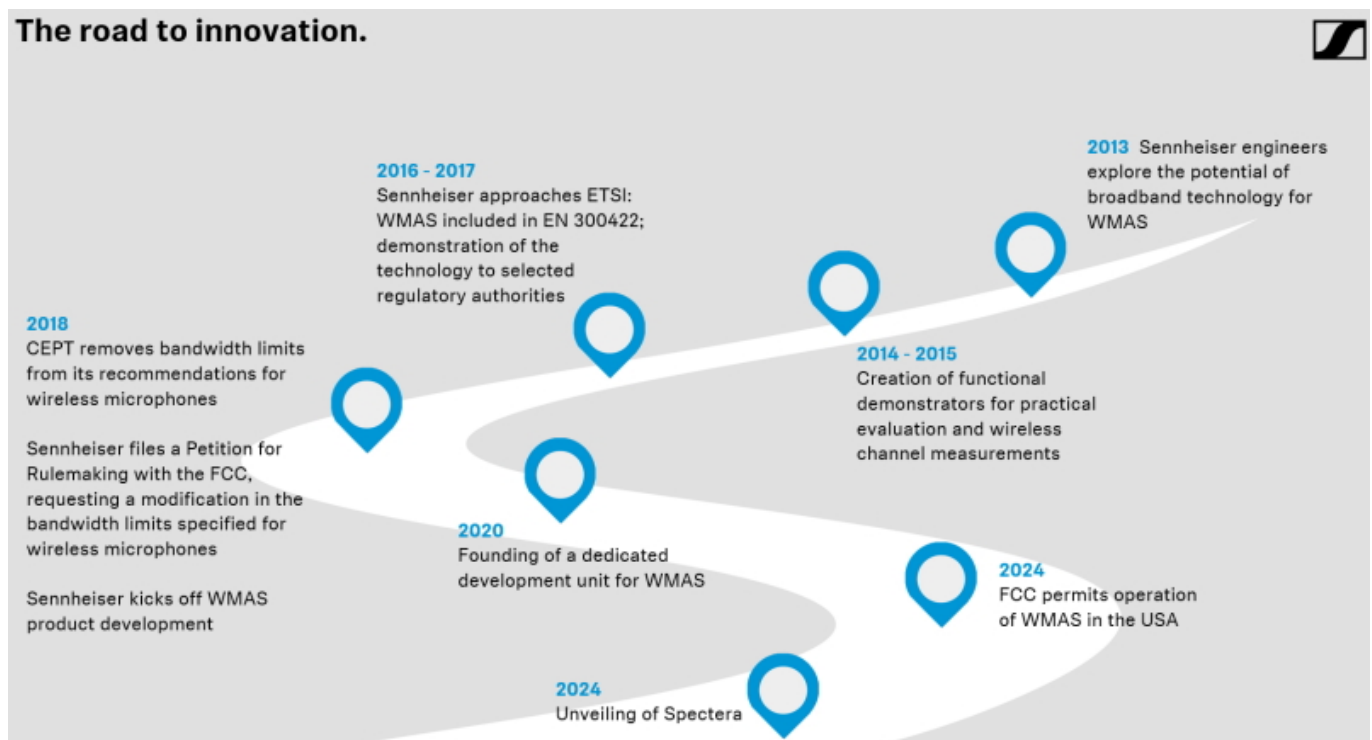 The road to innovation.
2013 Sennheiser engineers
explore the potential of
broadband technology for
WMAS
2014 - 2015
Creation of functional
demonstrators for practical
evaluation and wireless
channel measurements
2016 - 2017
Sennheiser approaches ETSI:
WMAS included in EN 300422;
demonstration of the
technology to selected
regulatory authorities
2018
CEPT removes bandwidth limits
from its recommendations for
wireless microphones
Sennheiser files a Petition for
Rulemaking with the FCC,
requesting a modification in the
bandwidth limits specified for
wireless microphones
Sennheiser kicks off WMAS
product development
2020
Founding of a dedicated
development unit for WMAS
2024
FCC permits operation
of WMAS in the USA
2024
Unveiling of Spectera